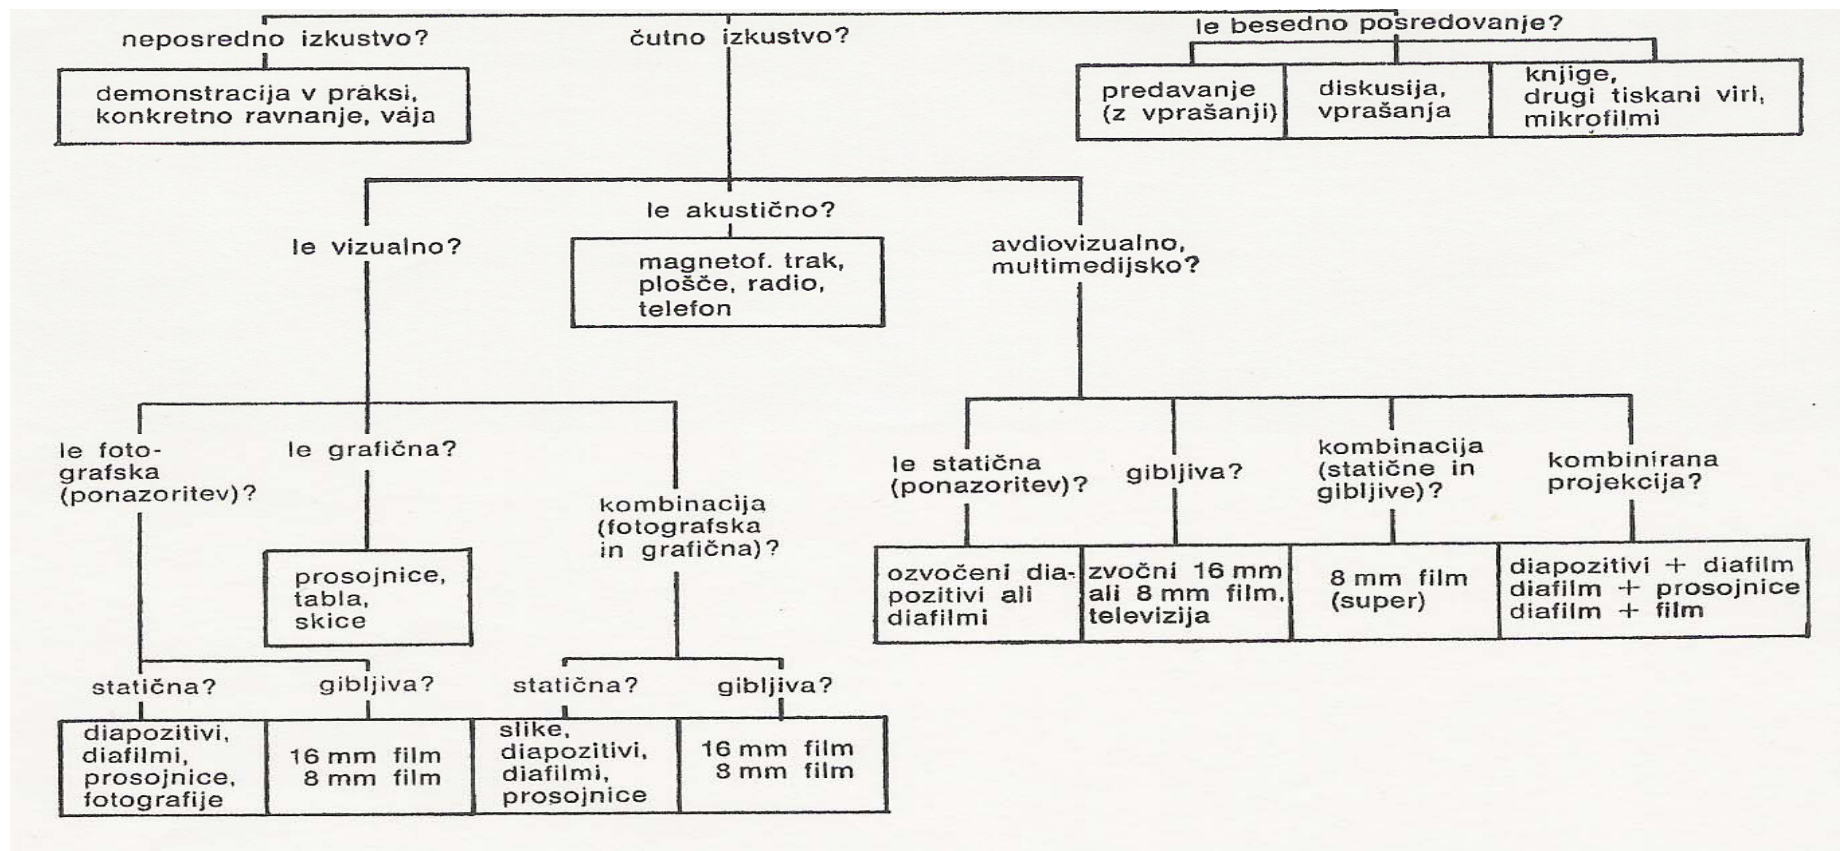 neposredno izkustvo?
čutno izkustvo?
le besedno posredovanje?
demonstracija v praksi,
konkretno ravnanje, vaja
predavanje
(z vprašanji)
diskusija,
vprašanja
knjige,
drugi tiskani viri,
mikrofilmi
le vizualno?
le akustično?
magnetof. trak,
plošče, radio,
telefon
avdiovizualno,
multimedijsko?
le foto-
grafska
(ponazoritev)?
le grafična?
kombinacija
(fotografska
in grafična)?
prosojnice,
tabla,
skice
le statična
(ponazoritev)?
gibljiva?
kombinacija
(statične in
gibljive)?
kombinirana
projekcija?
ozvočeni dia-
pozitivi ali
diafilmi
zvočni 16 mm
ali 8 mm film,
televizija
8 mm film
(super)
diapozitivi + diafilm
diafilm + prosojnice
diafilm + film
statična?
gibljiva?
statična?
gibljiva?
diapozitivi,
diafilmi,
prosojnice,
fotografije
16 mm film
8 mm film
slike,
diapozitivi,
diafilmi,
prosojnice
16 mm film
8 mm film